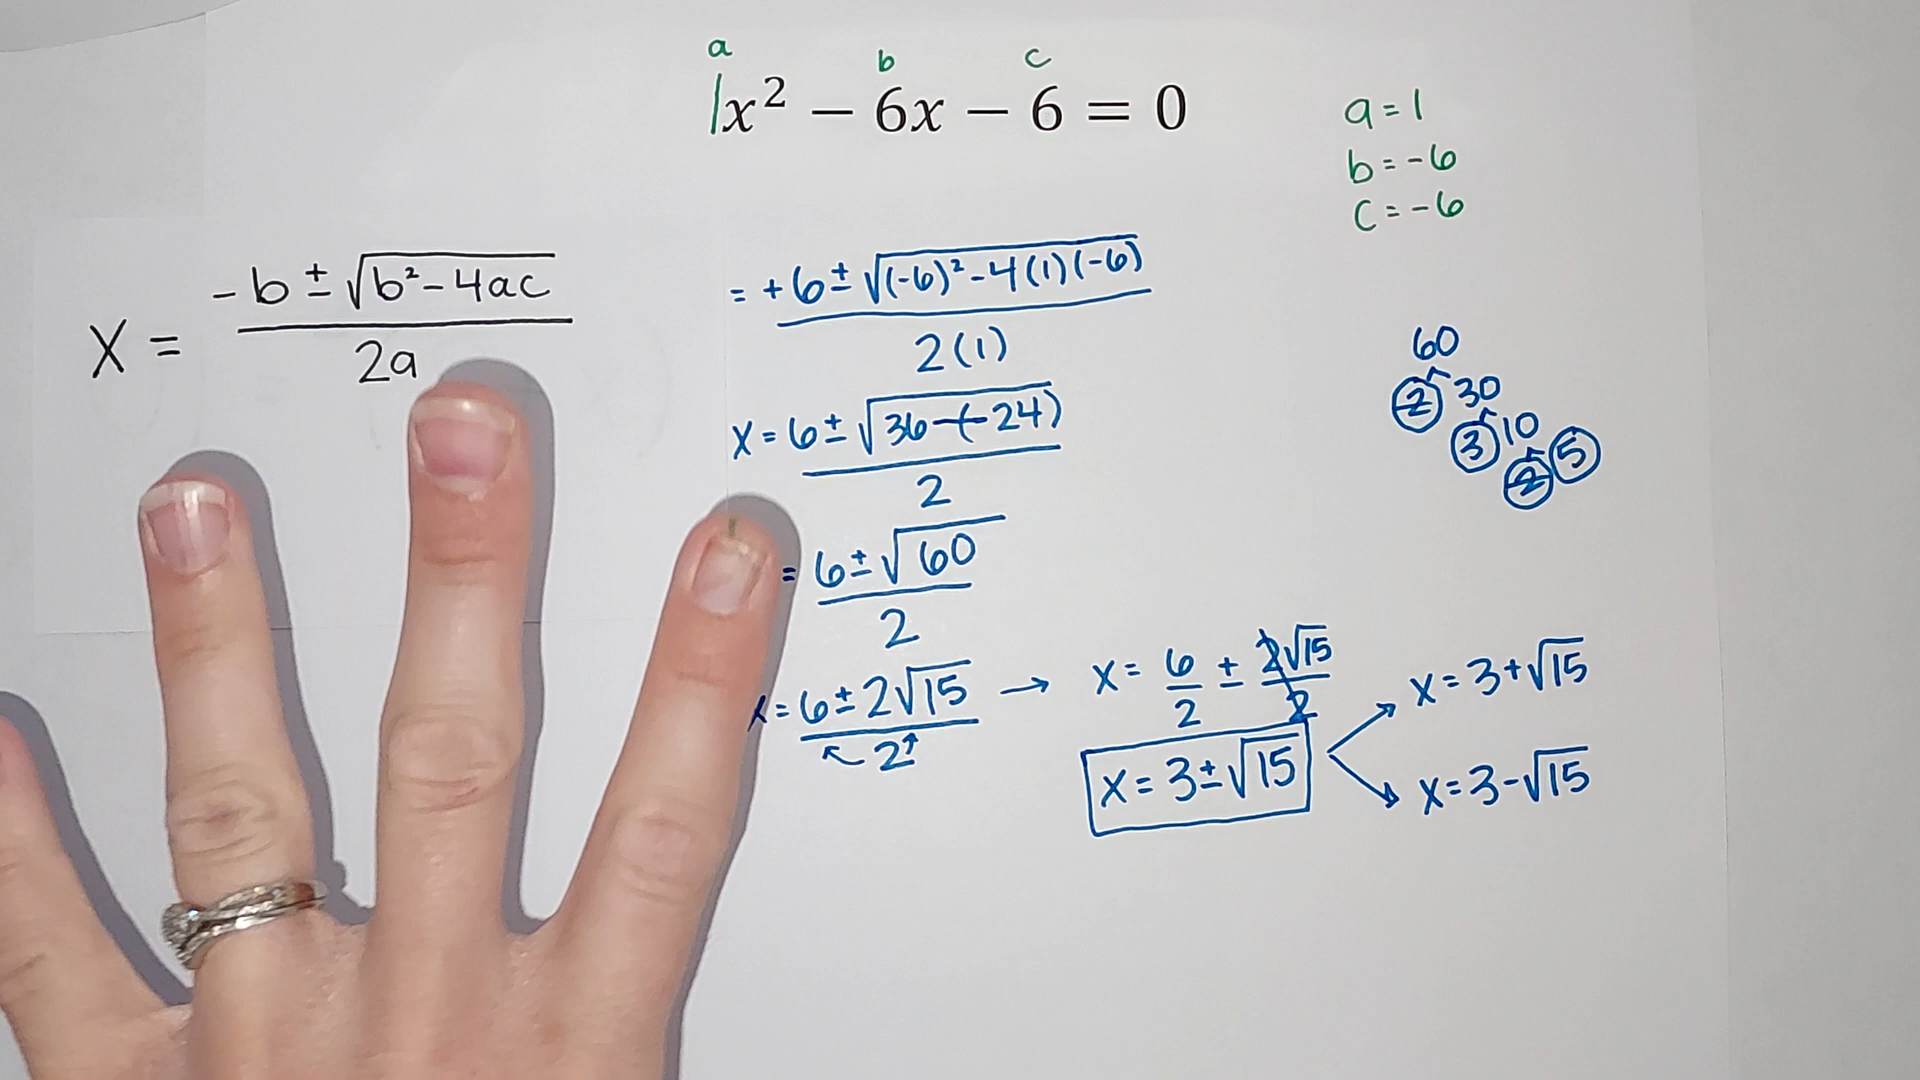 a b c
1x² − 6x − 6 = 0
a = 1
b = -6
c = -6
X = (-b ± √(b² - 4ac)) / 2a
= +6 ± √((-6)² - 4(1)(-6)) / 2(1)
X = 6 ± √(36 - (-24)) / 2
= 6 ± √60 / 2
x = 6 ± 2√15 / 2 → x = 6/2 ± 2√15/2
x = 3 ± √15
x = 3 + √15
x = 3 - √15
60
2 30
3 10
2 5